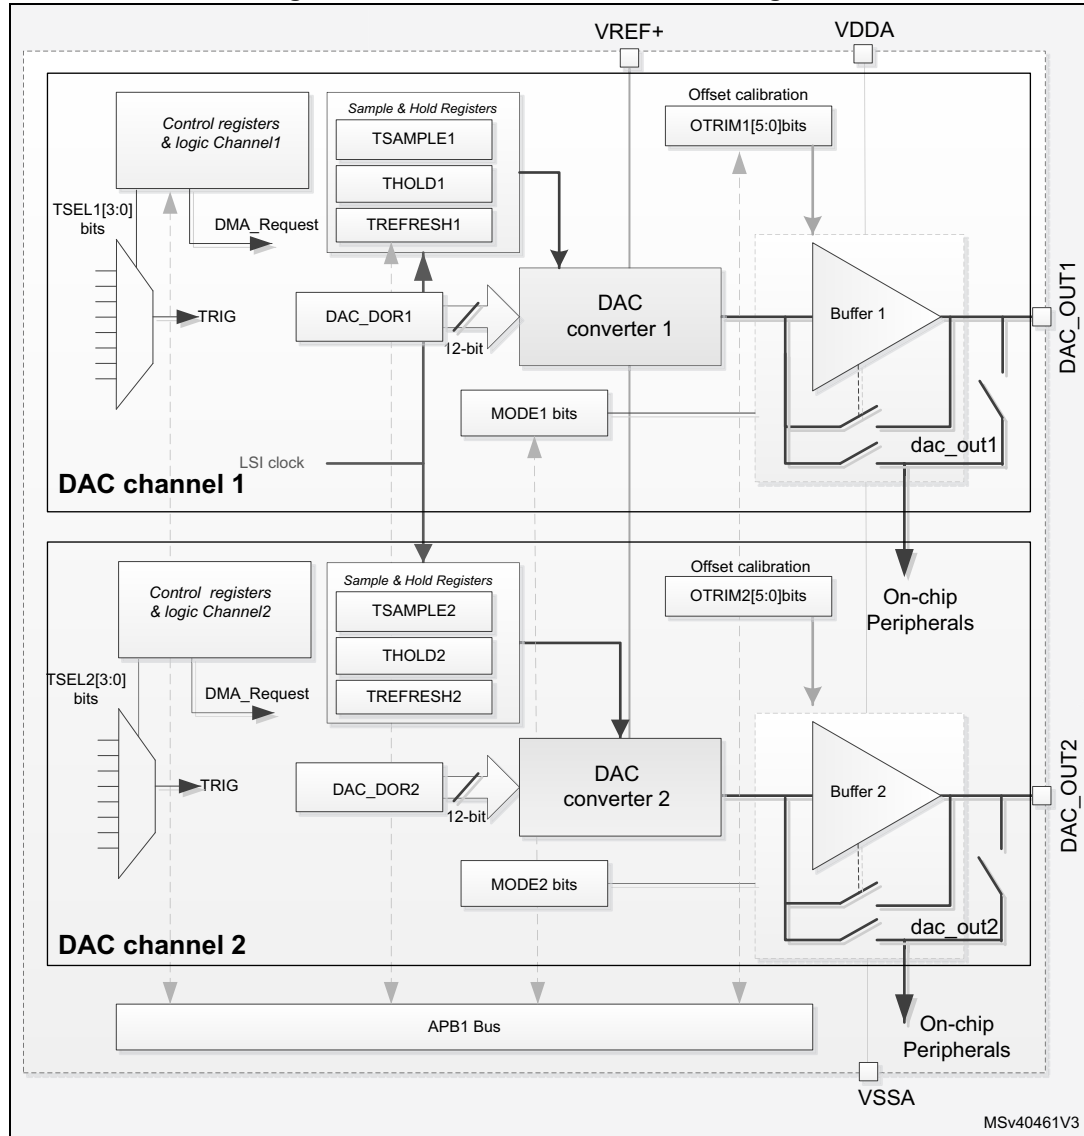 VREF+
VDDA
Control registers
& logic Channel1
Sample & Hold Registers
TSAMPLE1
THOLD1
TREFRESH1
Offset calibration
OTRIM1[5:0]bits
TSEL1[3:0]
bits
DMA_Request
TRIG
DAC_DOR1
12-bit
DAC
converter 1
Buffer 1
DAC_OUT1
MODE1 bits
dac_out1
LSI clock
DAC channel 1
On-chip
Peripherals
Control registers
& logic Channel2
Sample & Hold Registers
TSAMPLE2
THOLD2
TREFRESH2
Offset calibration
OTRIM2[5:0]bits
TSEL2[3:0]
bits
DMA_Request
TRIG
DAC_DOR2
12-bit
DAC
converter 2
Buffer 2
DAC_OUT2
MODE2 bits
dac_out2
DAC channel 2
APB1 Bus
On-chip
Peripherals
VSSA
MSv40461V3